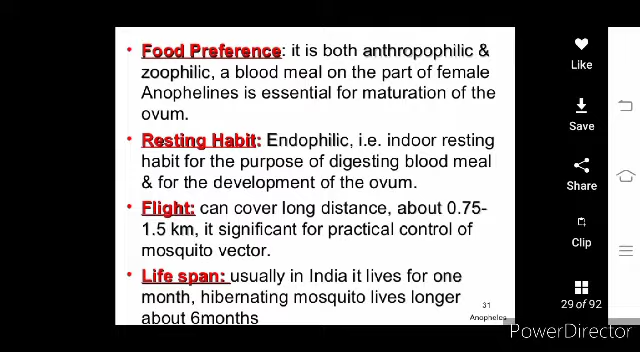 • Food Preference: it is both anthropophilic &
zoophilic, a blood meal on the part of female
Anophelines is essential for maturation of the
ovum.
• Resting Habit: Endophilic, i.e. indoor resting
habit for the purpose of digesting blood meal
& for the development of the ovum.
• Flight: can cover long distance, about 0.75-
1.5 km, it significant for practical control of
mosquito vector.
• Life span: usually in India it lives for one
month, hibernating mosquito lives longer
about 6months
31
Anopheles
Like
Save
Share
Clip
29 of 92
PowerDirector